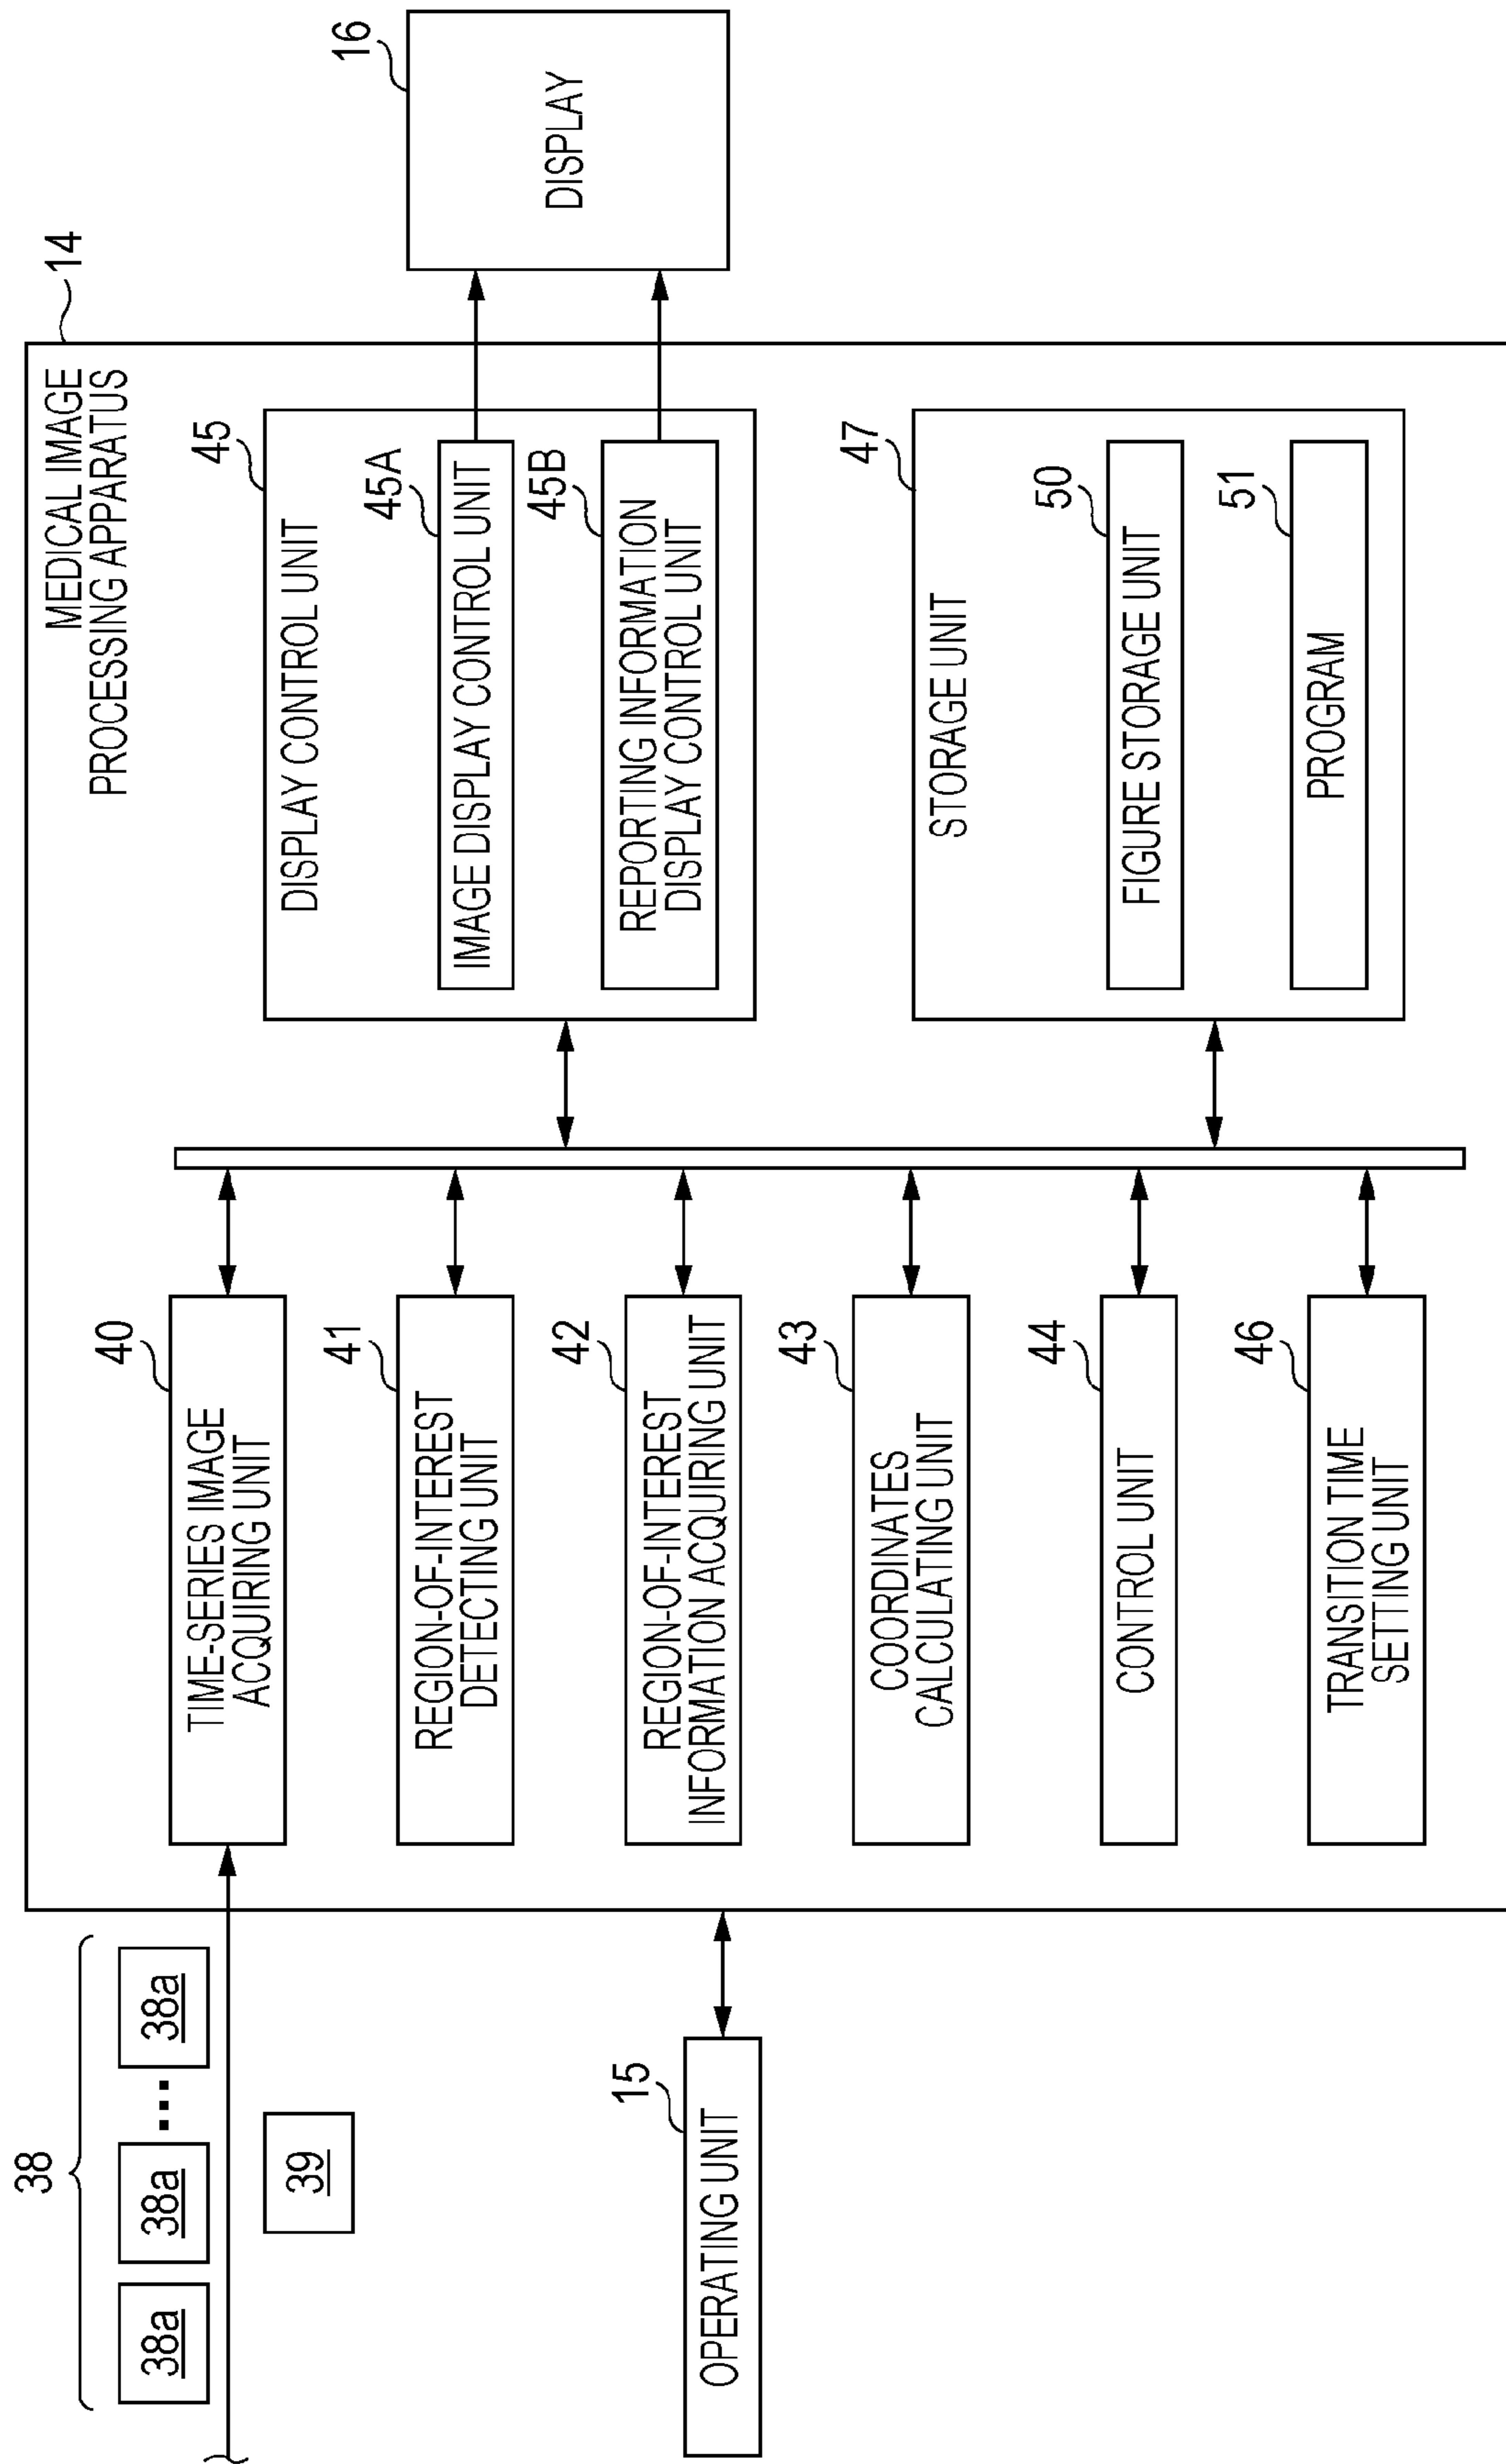 14
MEDICAL IMAGE
PROCESSING APPARATUS
38
38a
38a
...
38a
39
40
TIME-SERIES IMAGE
ACQUIRING UNIT
41
REGION-OF-INTEREST
DETECTING UNIT
42
REGION-OF-INTEREST
INFORMATION ACQUIRING UNIT
43
COORDINATES
CALCULATING UNIT
44
CONTROL UNIT
46
TRANSITION TIME
SETTING UNIT
15
OPERATING UNIT
45
DISPLAY CONTROL UNIT
45A
IMAGE DISPLAY CONTROL UNIT
45B
REPORTING INFORMATION
DISPLAY CONTROL UNIT
47
STORAGE UNIT
50
FIGURE STORAGE UNIT
51
PROGRAM
16
DISPLAY